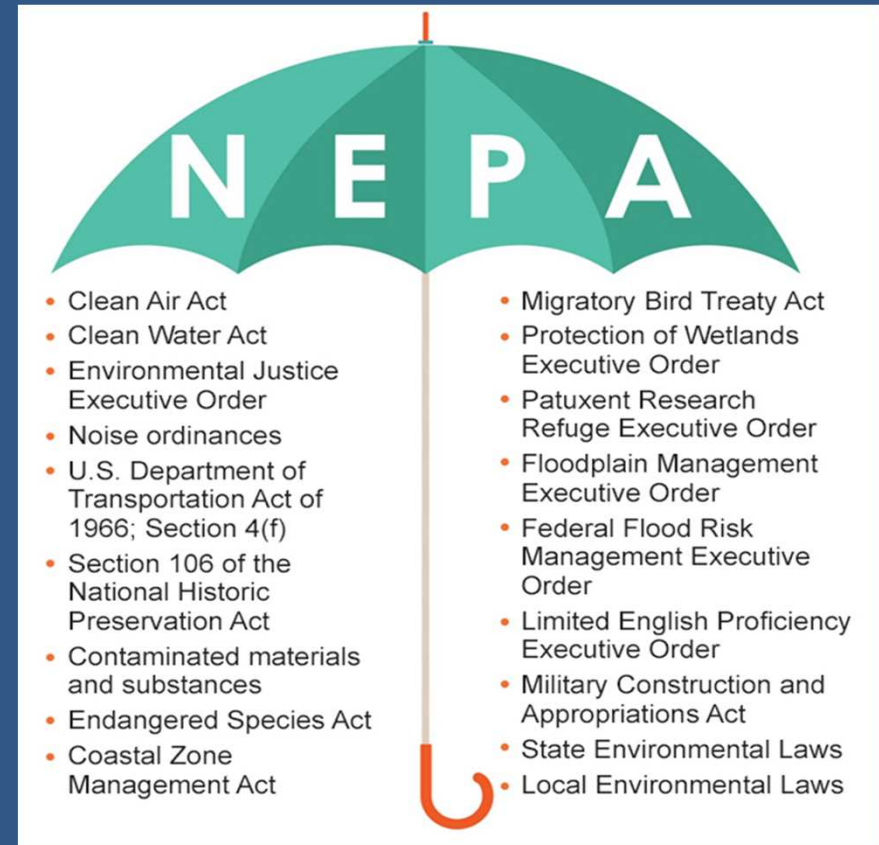 N E P A
• Clean Air Act
• Clean Water Act
• Environmental Justice
Executive Order
• Noise ordinances
• U.S. Department of
Transportation Act of
1966; Section 4(f)
• Section 106 of the
National Historic
Preservation Act
• Contaminated materials
and substances
• Endangered Species Act
• Coastal Zone
Management Act
• Migratory Bird Treaty Act
• Protection of Wetlands
Executive Order
• Patuxent Research
Refuge Executive Order
• Floodplain Management
Executive Order
• Federal Flood Risk
Management Executive
Order
• Limited English Proficiency
Executive Order
• Military Construction and
Appropriations Act
• State Environmental Laws
• Local Environmental Laws